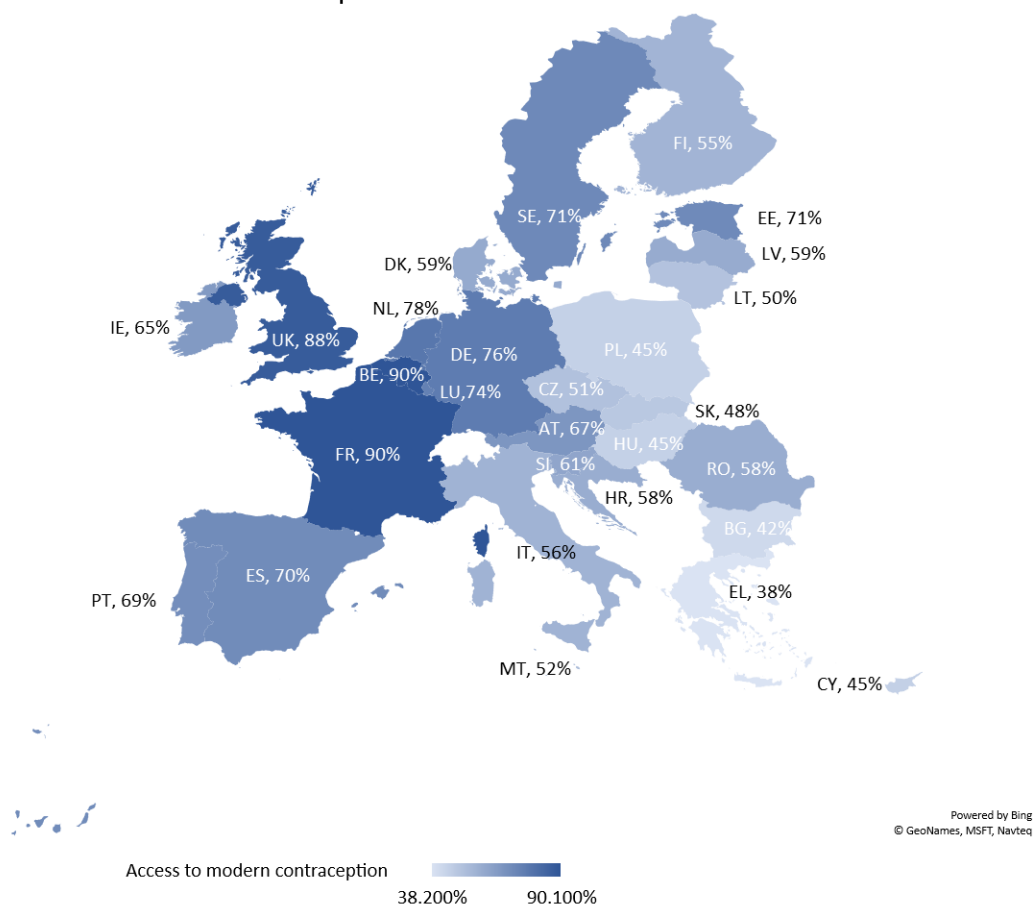 FI, 55%
SE, 71%
EE, 71%
LV, 59%
DK, 59%
LT, 50%
NL, 78%
IE, 65%
UK, 88%
DE, 76%
PL, 45%
BE, 90%
LU,74%
CZ, 51%
SK, 48%
AT, 67%
HU, 45%
FR, 90%
SI, 61%
RO, 58%
HR, 58%
BG, 42%
IT, 56%
ES, 70%
EL, 38%
PT, 69%
MT, 52%
CY, 45%
Powered by Bing
© GeoNames, MSFT, Navteq
Access to modern contraception
38.200% 90.100%